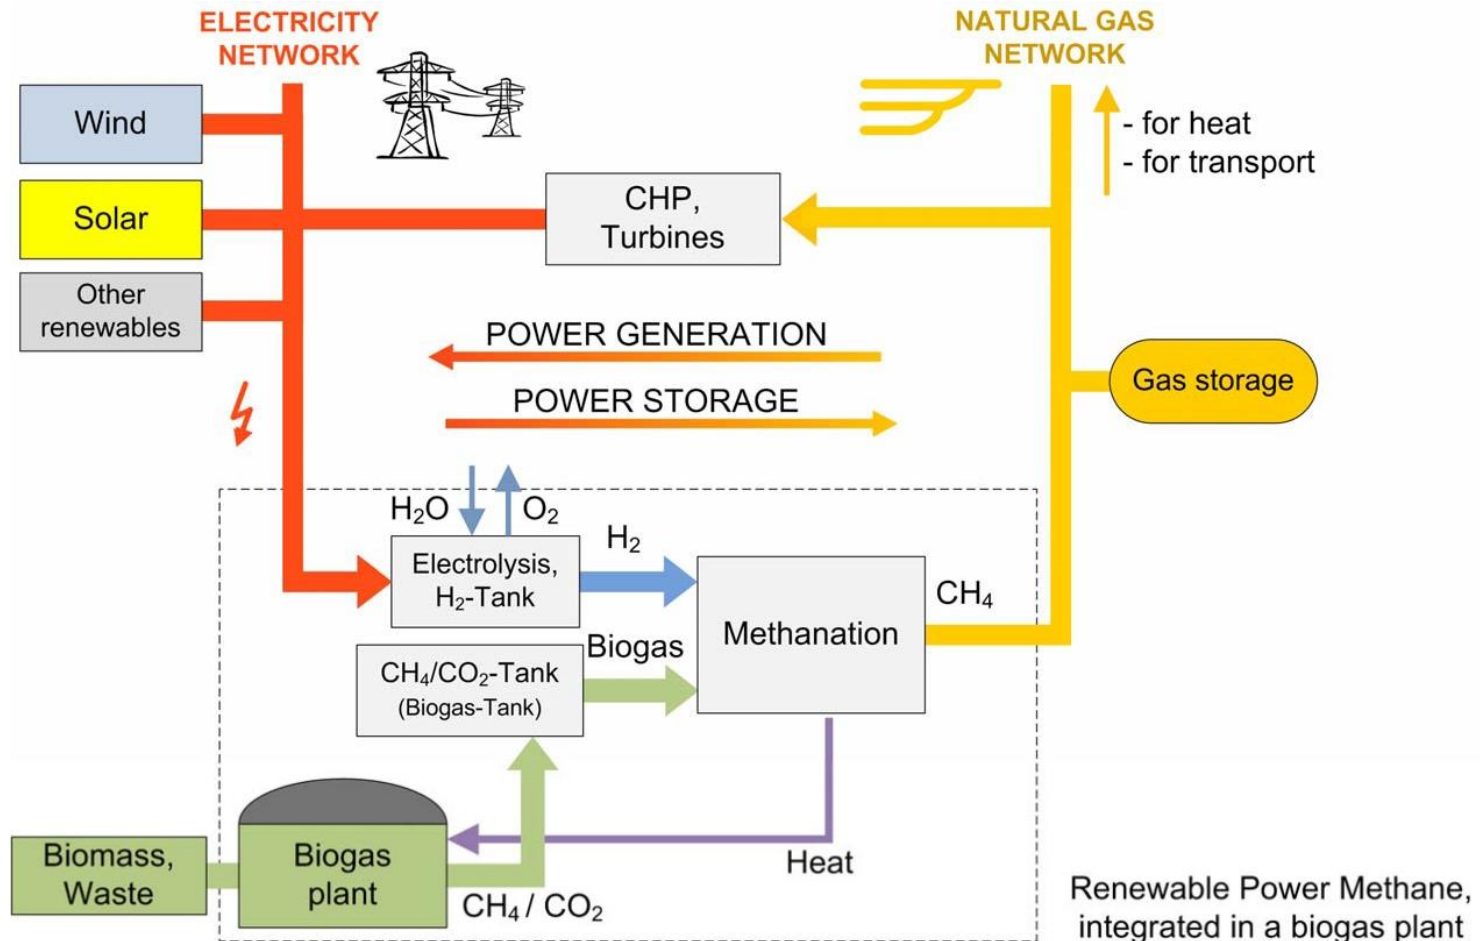 ELECTRICITY
NETWORK
NATURAL GAS
NETWORK
Wind
- for heat
- for transport
Solar
CHP,
Turbines
Other
renewables
POWER GENERATION
Gas storage
POWER STORAGE
H₂O
O₂
H₂
Electrolysis,
H₂-Tank
CH₄
Methanation
Biogas
CH₄/CO₂-Tank
(Biogas-Tank)
Biomass,
Waste
Biogas
plant
Heat
CH₄ / CO₂
Renewable Power Methane,
integrated in a biogas plant